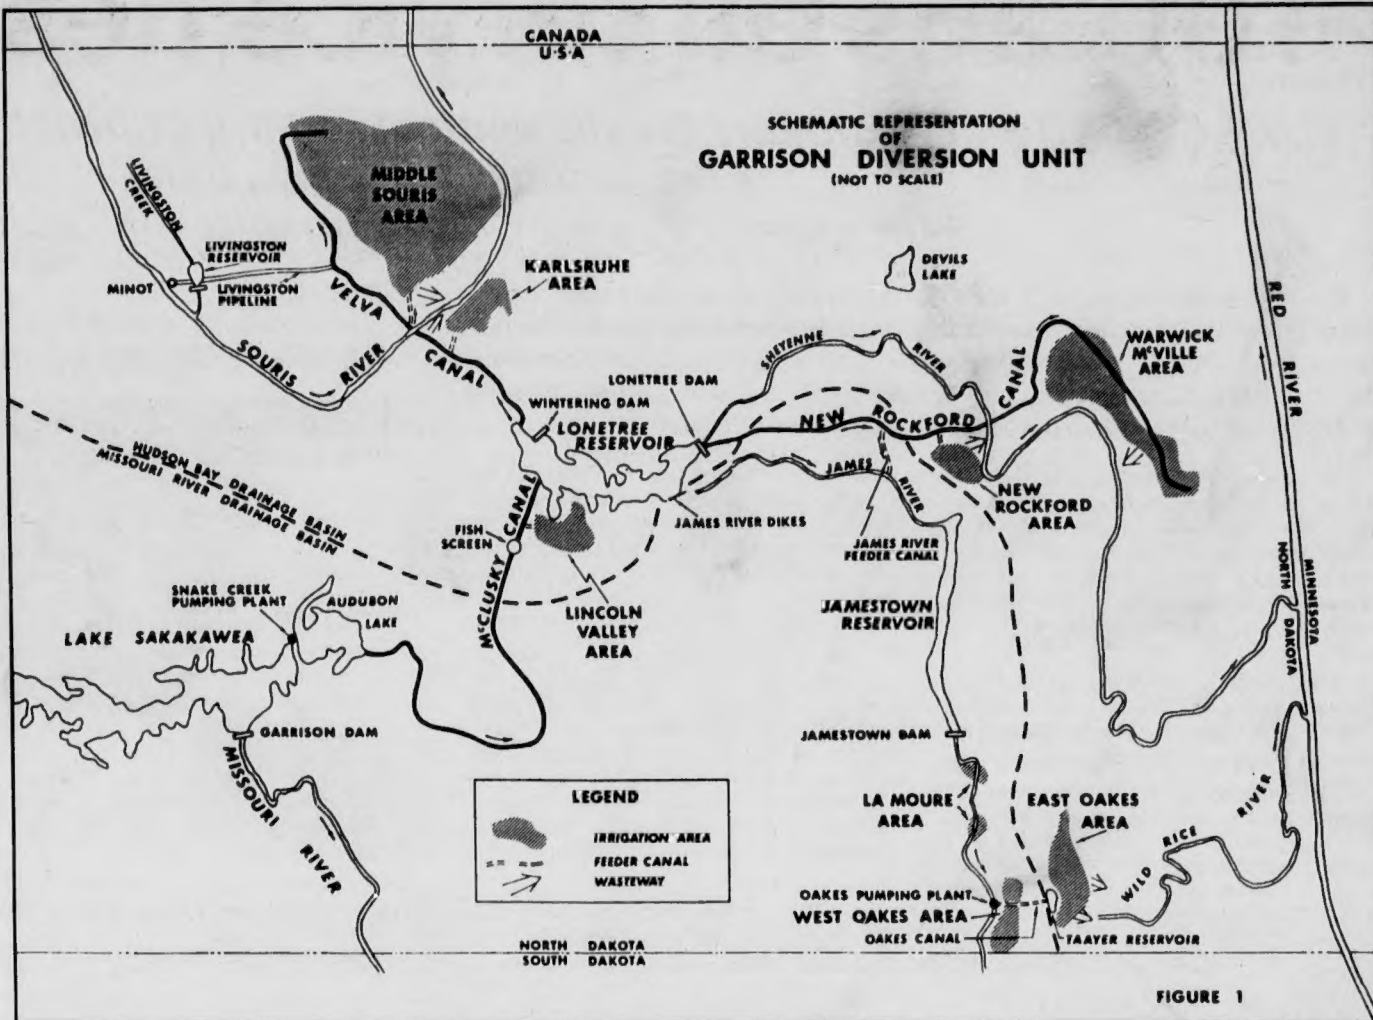 CANADA
U·S·A
SCHEMATIC REPRESENTATION
OF
GARRISON DIVERSION UNIT
(NOT TO SCALE)
MIDDLE
SOURIS
AREA
LIVINGSTON
CREEK
LIVINGSTON
RESERVOIR
MINOT
LIVINGSTON
PIPELINE
VELVA
CANAL
KARLSRUHE
AREA
SOURIS
RIVER
DEVILS
LAKE
RED
RIVER
WARWICK
McVILLE
AREA
SHEYENNE
RIVER
LONETREE DAM
WINTERING DAM
LONETREE
RESERVOIR
NEW
ROCKFORD
CANAL
HUDSON BAY DRAINAGE BASIN
MISSOURI RIVER DRAINAGE BASIN
JAMES
RIVER
NEW
ROCKFORD
AREA
JAMES RIVER DIKES
JAMES RIVER
FEEDER CANAL
FISH
SCREEN
McCLUSKY
CANAL
SNAKE CREEK
PUMPING PLANT
AUDUBON
LAKE
LAKE SAKAKAWEA
LINCOLN
VALLEY
AREA
JAMESTOWN
RESERVOIR
NORTH DAKOTA
MINNESOTA
GARRISON DAM
MISSOURI
RIVER
JAMESTOWN DAM
LA MOURE
AREA
EAST OAKES
AREA
WILD RICE
RIVER
LEGEND
IRRIGATION AREA
FEEDER CANAL
WASTEWAY
OAKES PUMPING PLANT
WEST OAKES AREA
OAKES CANAL
TAAYER RESERVOIR
NORTH DAKOTA
SOUTH DAKOTA
FIGURE 1